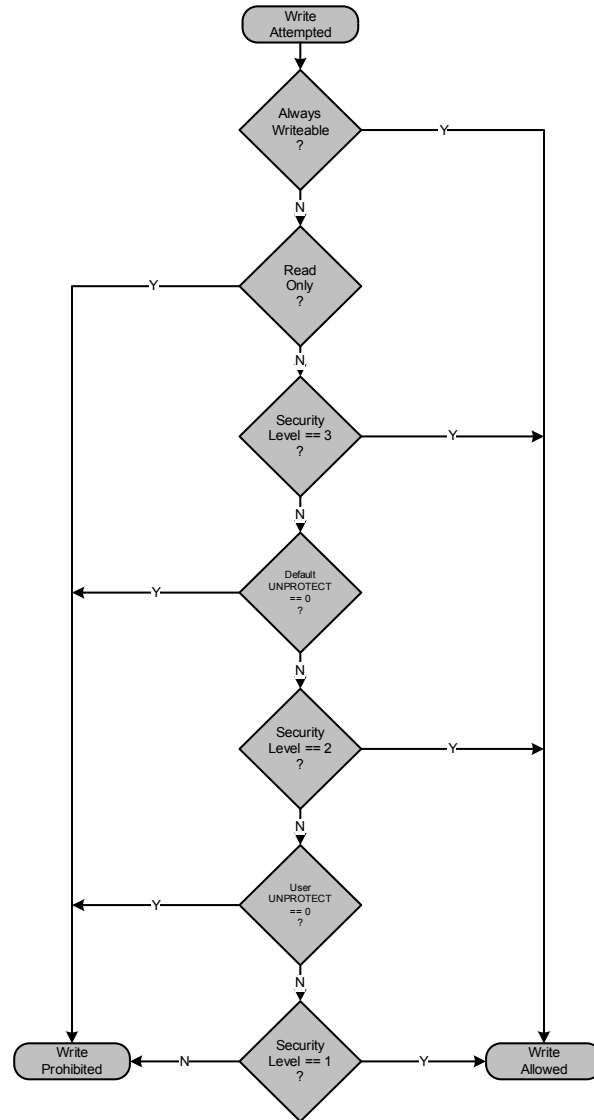 Write
Attempted
Always
Writeable
?
Y
N
Read
Only
?
Y
N
Security
Level == 3
?
Y
N
Default
UNPROTECT
== 0
?
Y
N
Security
Level == 2
?
Y
N
User
UNPROTECT
== 0
?
Y
N
Write
Prohibited
N
Security
Level == 1
?
Y
Write
Allowed